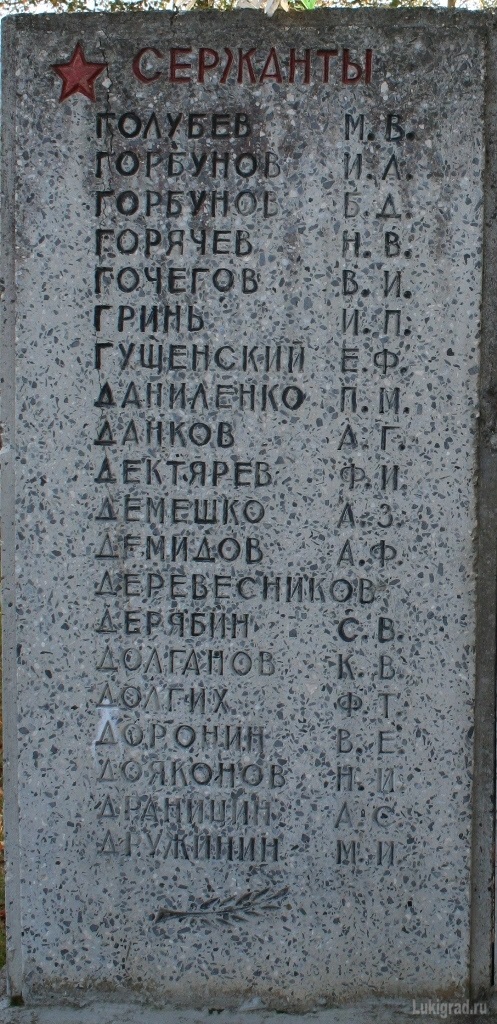 СЕРЖАНТЫ
ГОЛУБЕВ М. В.
ГОРБУНОВ И. А.
ГОРБУНОВ Б. Д.
ГОРЯЧЕВ Н. В.
ГОЧЕГОВ В. И.
ГРИНЬ И. П.
ГУЩЕНСКИЙ Е. Ф.
ДАНИЛЕНКО П. М.
ДАНКОВ А. Г.
ДЕКТЯРЕВ Ф. И.
ДЕМЕШКО А. З.
ДЕМИДОВ А. Ф
ДЕРЕВЕСНИКОВ
ДЕРЯБИН С. В.
ДОЛГАНОВ К. В
ДОЛГИХ Ф. Т
ДОРОНИН В. Е
ДОЯКОНОВ Н. И
ДРАНИЦИН А. С
ДРУЖИНИН М. И
Lukigrad.ru